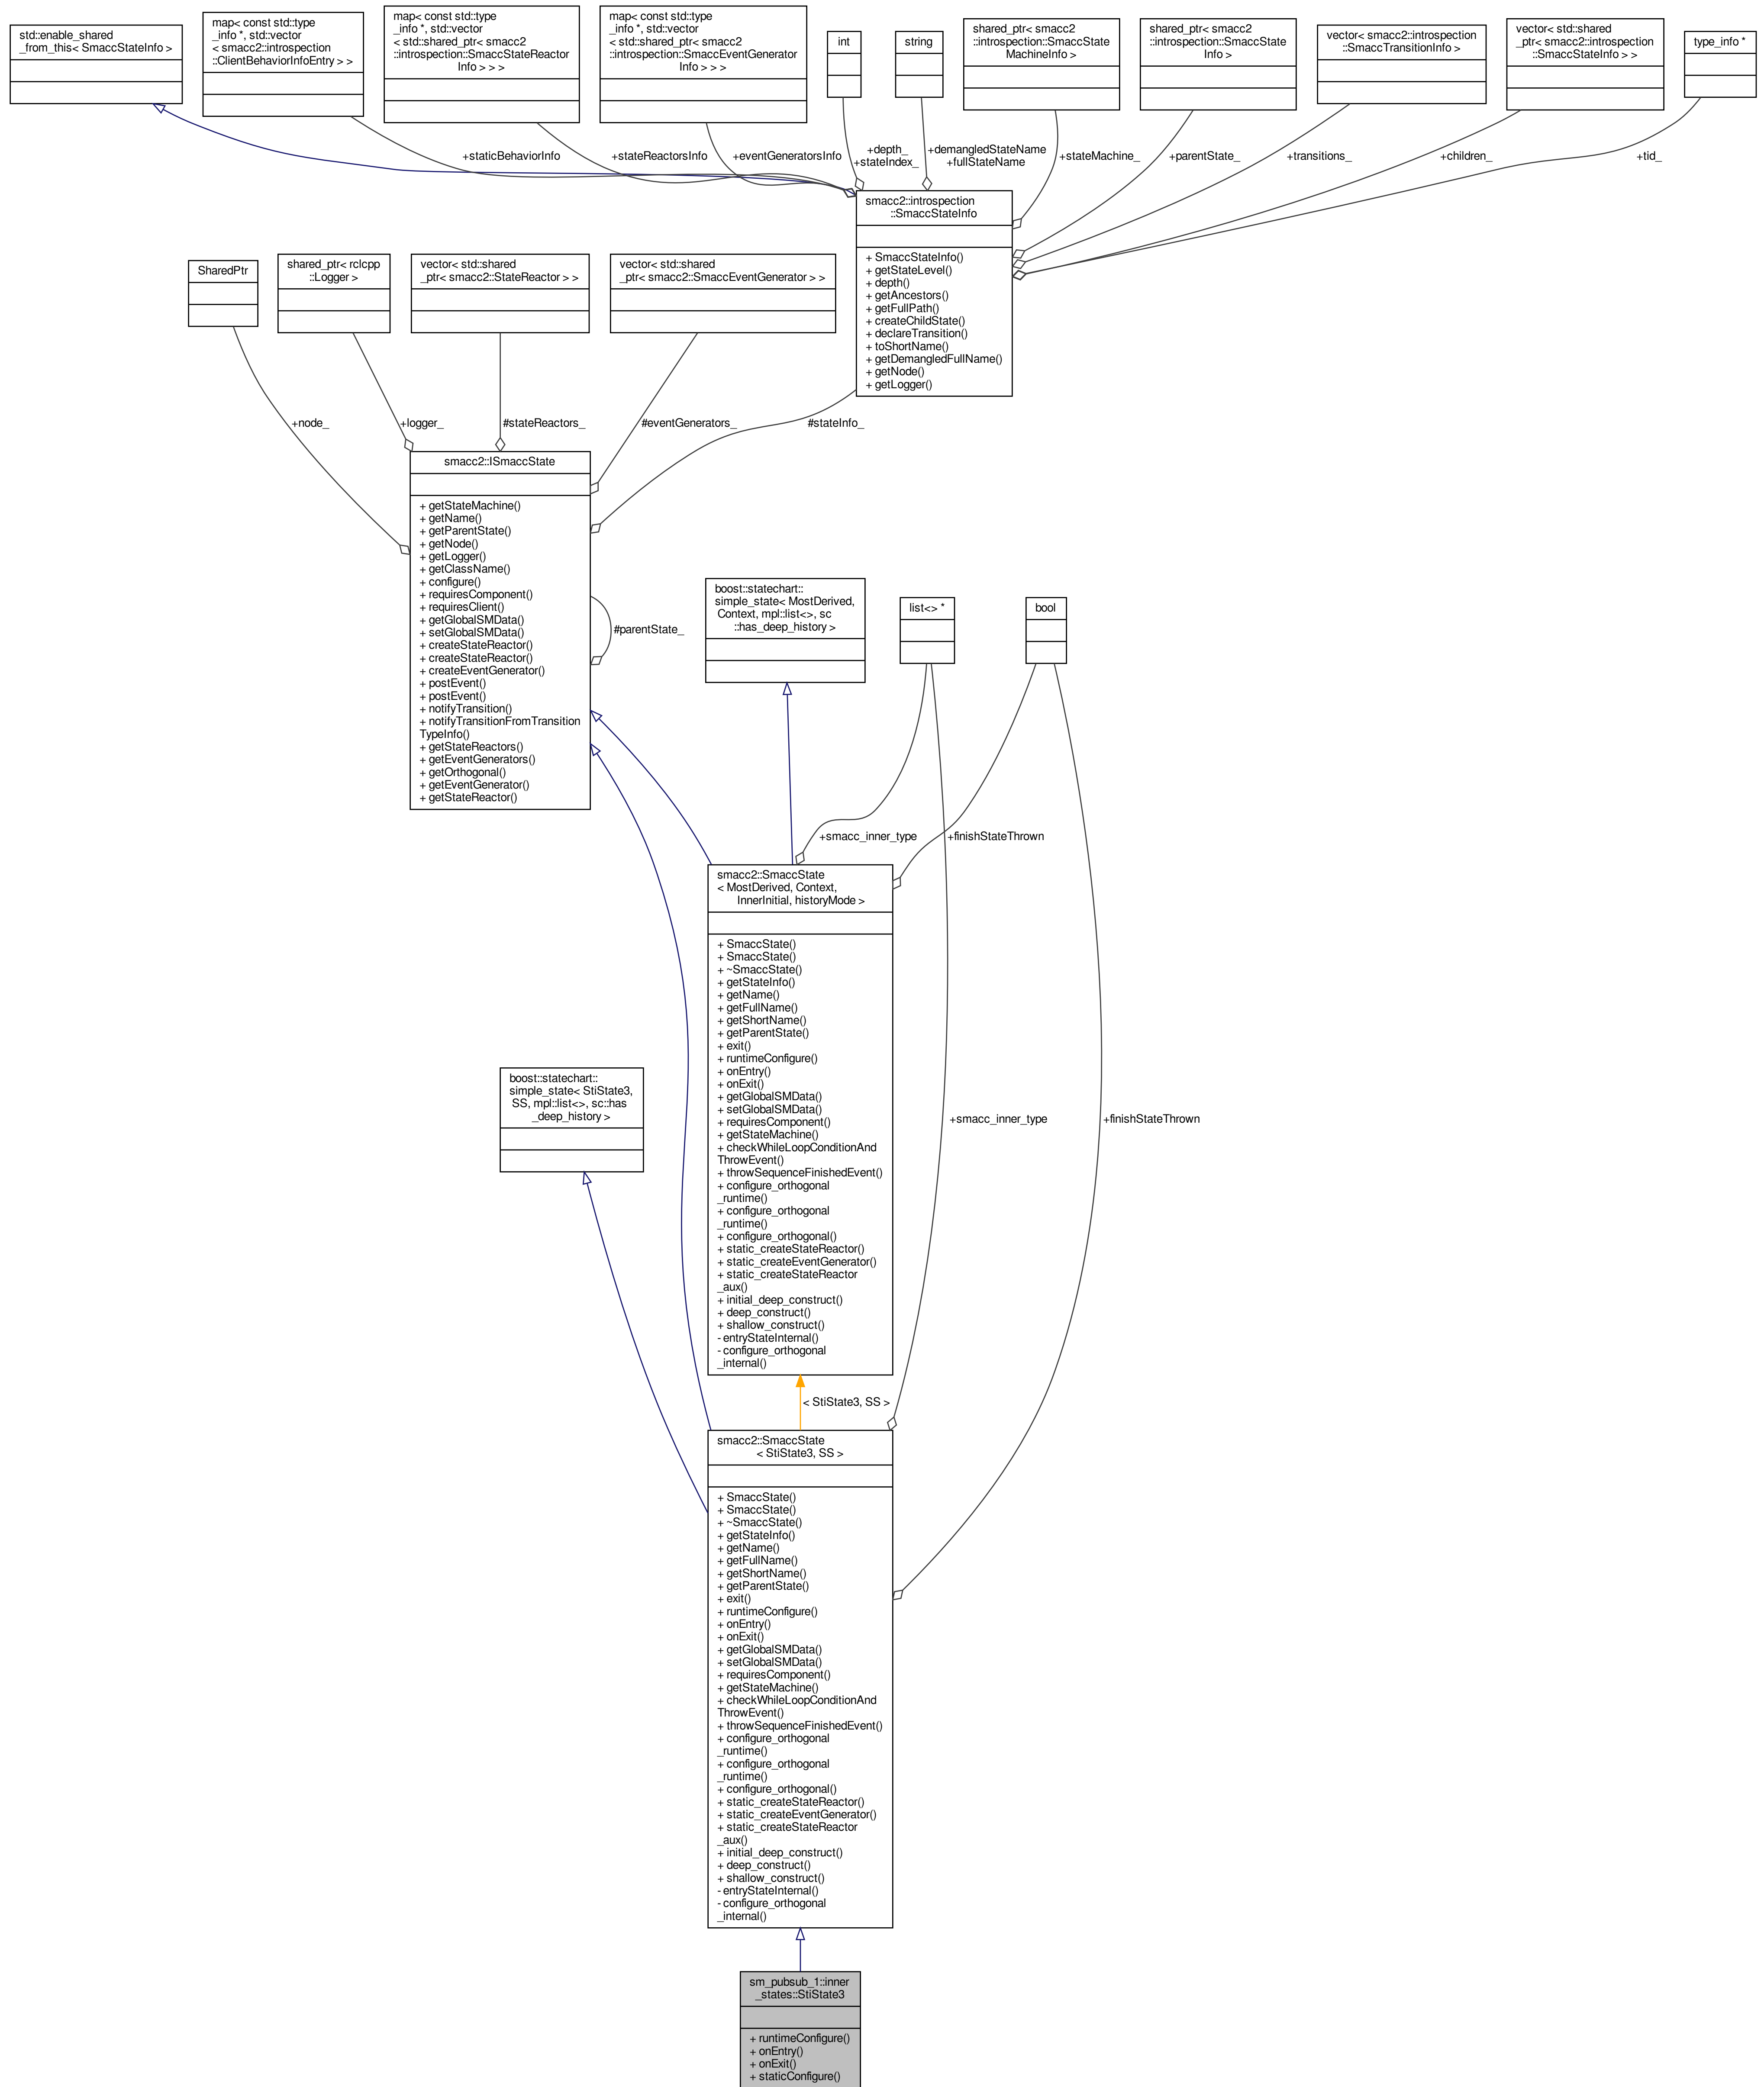 std::enable_shared
_from_this< SmaccStateInfo >
map< const std::type
_info *, std::vector
< smacc2::introspection
::ClientBehaviorInfoEntry > >
map< const std::type
_info *, std::vector
< std::shared_ptr< smacc2
::introspection::SmaccStateReactor
Info > > >
map< const std::type
_info *, std::vector
< std::shared_ptr< smacc2
::introspection::SmaccEventGenerator
Info > > >
int
string
shared_ptr< smacc2
::introspection::SmaccState
MachineInfo >
shared_ptr< smacc2
::introspection::SmaccState
Info >
vector< smacc2::introspection
::SmaccTransitionInfo >
vector< std::shared
_ptr< smacc2::introspection
::SmaccStateInfo > >
type_info *
+staticBehaviorInfo
+stateReactorsInfo
+eventGeneratorsInfo
+depth_
+stateIndex_
+demangledStateName
+fullStateName
+stateMachine_
+parentState_
+transitions_
+children_
+tid_
smacc2::introspection
::SmaccStateInfo
+ SmaccStateInfo()
+ getStateLevel()
+ depth()
+ getAncestors()
+ getFullPath()
+ createChildState()
+ declareTransition()
+ toShortName()
+ getDemangledFullName()
+ getNode()
+ getLogger()
SharedPtr
shared_ptr< rclcpp
::Logger >
vector< std::shared
_ptr< smacc2::StateReactor > >
vector< std::shared
_ptr< smacc2::SmaccEventGenerator > >
+node_
+logger_
#stateReactors_
#eventGenerators_
#stateInfo_
smacc2::ISmaccState
+ getStateMachine()
+ getName()
+ getParentState()
+ getNode()
+ getLogger()
+ getClassName()
+ configure()
+ requiresComponent()
+ requiresClient()
+ getGlobalSMData()
+ setGlobalSMData()
+ createStateReactor()
+ createStateReactor()
+ createEventGenerator()
+ postEvent()
+ postEvent()
+ notifyTransition()
+ notifyTransitionFromTransition
TypeInfo()
+ getStateReactors()
+ getEventGenerators()
+ getOrthogonal()
+ getEventGenerator()
+ getStateReactor()
#parentState_
boost::statechart::
simple_state< MostDerived,
Context, mpl::list<>, sc
::has_deep_history >
list<> *
bool
+smacc_inner_type
+finishStateThrown
smacc2::SmaccState
< MostDerived, Context,
InnerInitial, historyMode >
+ SmaccState()
+ SmaccState()
+ ~SmaccState()
+ getStateInfo()
+ getName()
+ getFullName()
+ getShortName()
+ getParentState()
+ exit()
+ runtimeConfigure()
+ onEntry()
+ onExit()
+ getGlobalSMData()
+ setGlobalSMData()
+ requiresComponent()
+ getStateMachine()
+ checkWhileLoopConditionAnd
ThrowEvent()
+ throwSequenceFinishedEvent()
+ configure_orthogonal
_runtime()
+ configure_orthogonal
_runtime()
+ configure_orthogonal()
+ static_createStateReactor()
+ static_createEventGenerator()
+ static_createStateReactor
_aux()
+ initial_deep_construct()
+ deep_construct()
+ shallow_construct()
- entryStateInternal()
- configure_orthogonal
_internal()
boost::statechart::
simple_state< StiState3,
SS, mpl::list<>, sc::has
_deep_history >
+smacc_inner_type
+finishStateThrown
< StiState3, SS >
smacc2::SmaccState
< StiState3, SS >
+ SmaccState()
+ SmaccState()
+ ~SmaccState()
+ getStateInfo()
+ getName()
+ getFullName()
+ getShortName()
+ getParentState()
+ exit()
+ runtimeConfigure()
+ onEntry()
+ onExit()
+ getGlobalSMData()
+ setGlobalSMData()
+ requiresComponent()
+ getStateMachine()
+ checkWhileLoopConditionAnd
ThrowEvent()
+ throwSequenceFinishedEvent()
+ configure_orthogonal
_runtime()
+ configure_orthogonal
_runtime()
+ configure_orthogonal()
+ static_createStateReactor()
+ static_createEventGenerator()
+ static_createStateReactor
_aux()
+ initial_deep_construct()
+ deep_construct()
+ shallow_construct()
- entryStateInternal()
- configure_orthogonal
_internal()
sm_pubsub_1::inner
_states::StiState3
+ runtimeConfigure()
+ onEntry()
+ onExit()
+ staticConfigure()